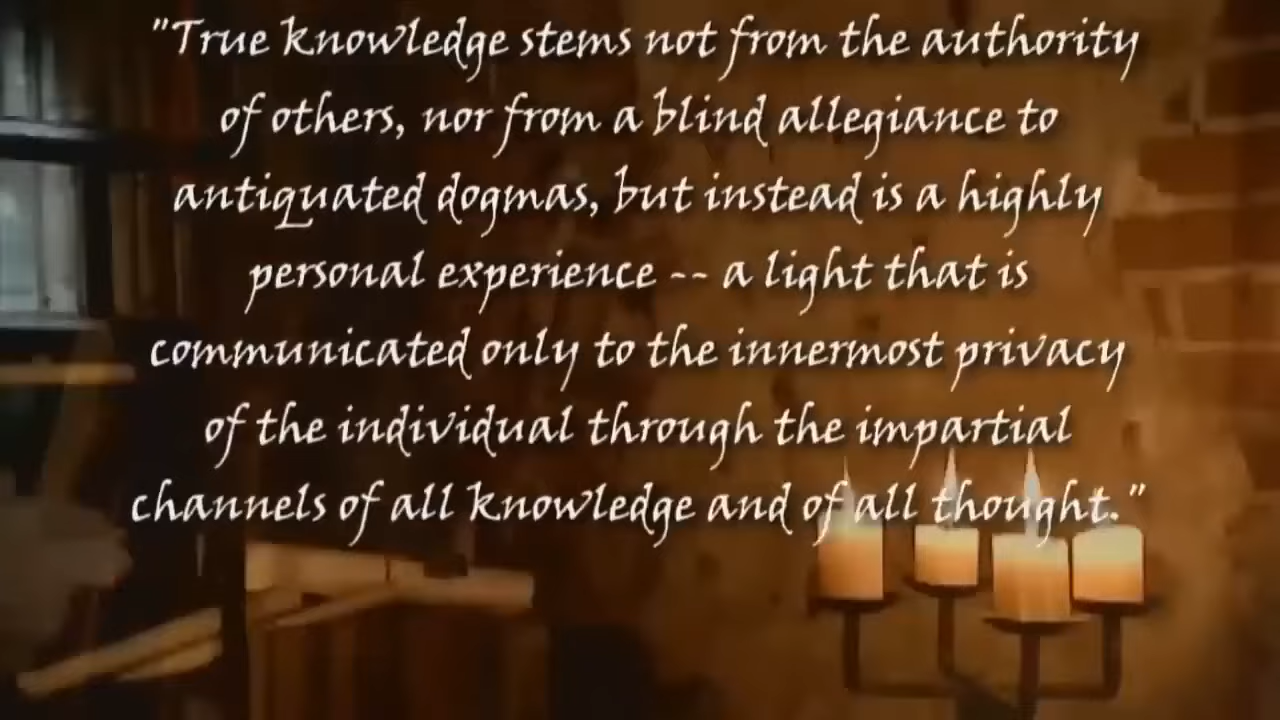 "True knowledge stems not from the authority
of others, nor from a blind allegiance to
antiquated dogmas, but instead is a highly
personal experience -- a light that is
communicated only to the innermost privacy
of the individual through the impartial
channels of all knowledge and of all thought."